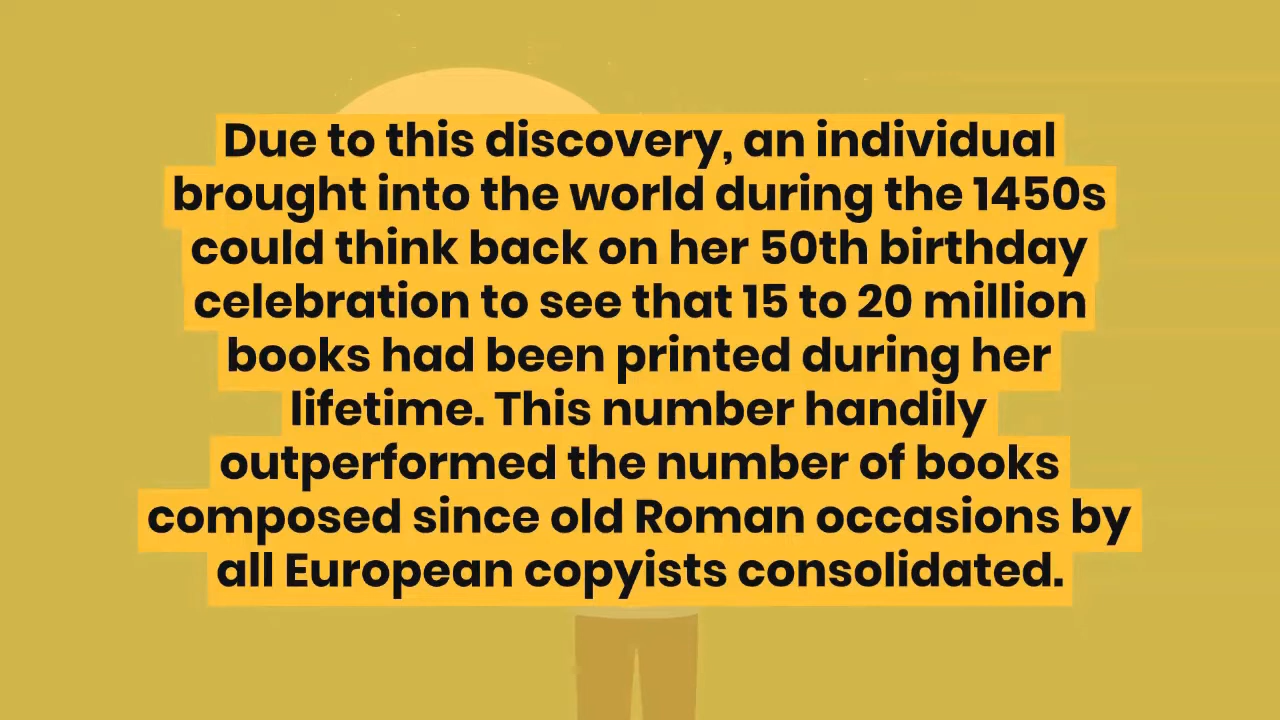 Due to this discovery, an individual
brought into the world during the 1450s
could think back on her 50th birthday
celebration to see that 15 to 20 million
books had been printed during her
lifetime. This number handily
outperformed the number of books
composed since old Roman occasions by
all European copyists consolidated.